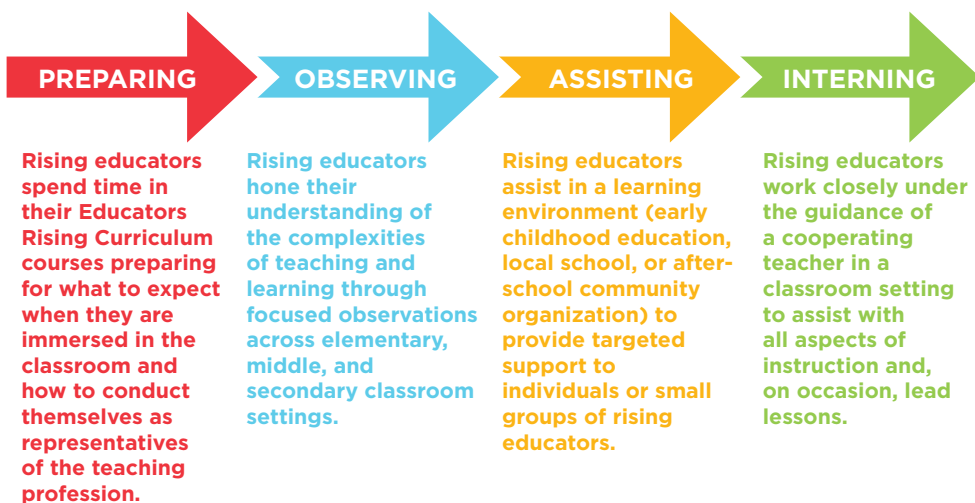 PREPARING
Rising educators
spend time in
their Educators
Rising Curriculum
courses preparing
for what to expect
when they are
immersed in the
classroom and
how to conduct
themselves as
representatives
of the teaching
profession.
OBSERVING
Rising educators
hone their
understanding of
the complexities
of teaching and
learning through
focused observations
across elementary,
middle, and
secondary classroom
settings.
ASSISTING
Rising educators
assist in a learning
environment (early
childhood education,
local school, or after-
school community
organization) to
provide targeted
support to
individuals or small
groups of rising
educators.
INTERNING
Rising educators
work closely under
the guidance of
a cooperating
teacher in a
classroom setting
to assist with
all aspects of
instruction and,
on occasion, lead
lessons.